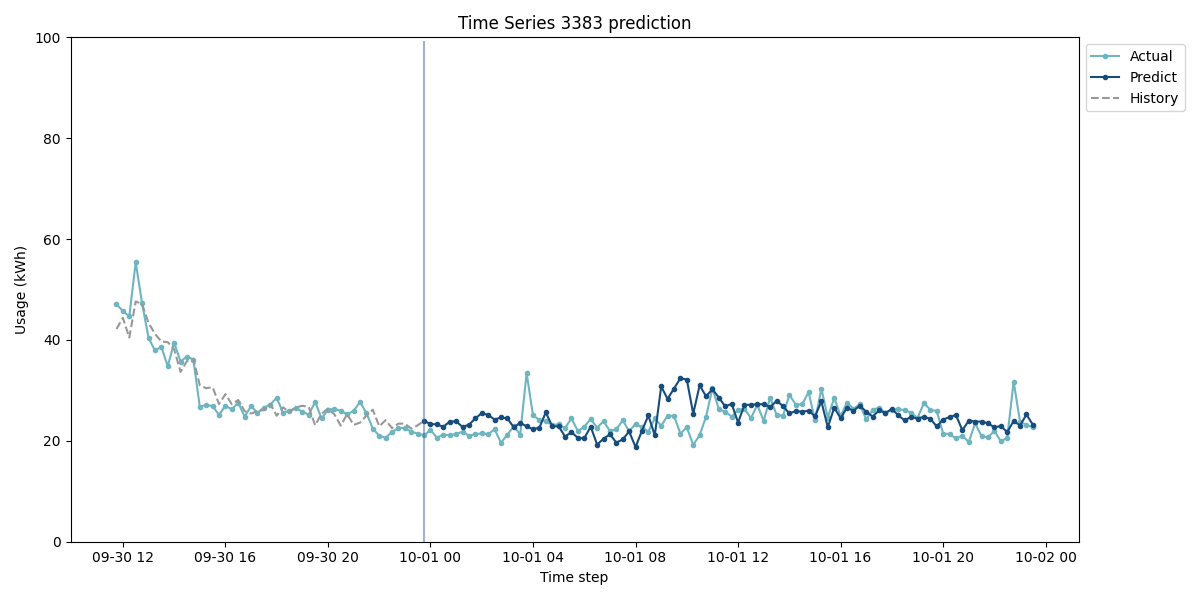 Time Series 3383 prediction
Actual
Predict
History
Usage (kWh)
100
80
60
40
20
0
09-30 12
09-30 16
09-30 20
10-01 00
10-01 04
10-01 08
10-01 12
10-01 16
10-01 20
10-02 00
Time step